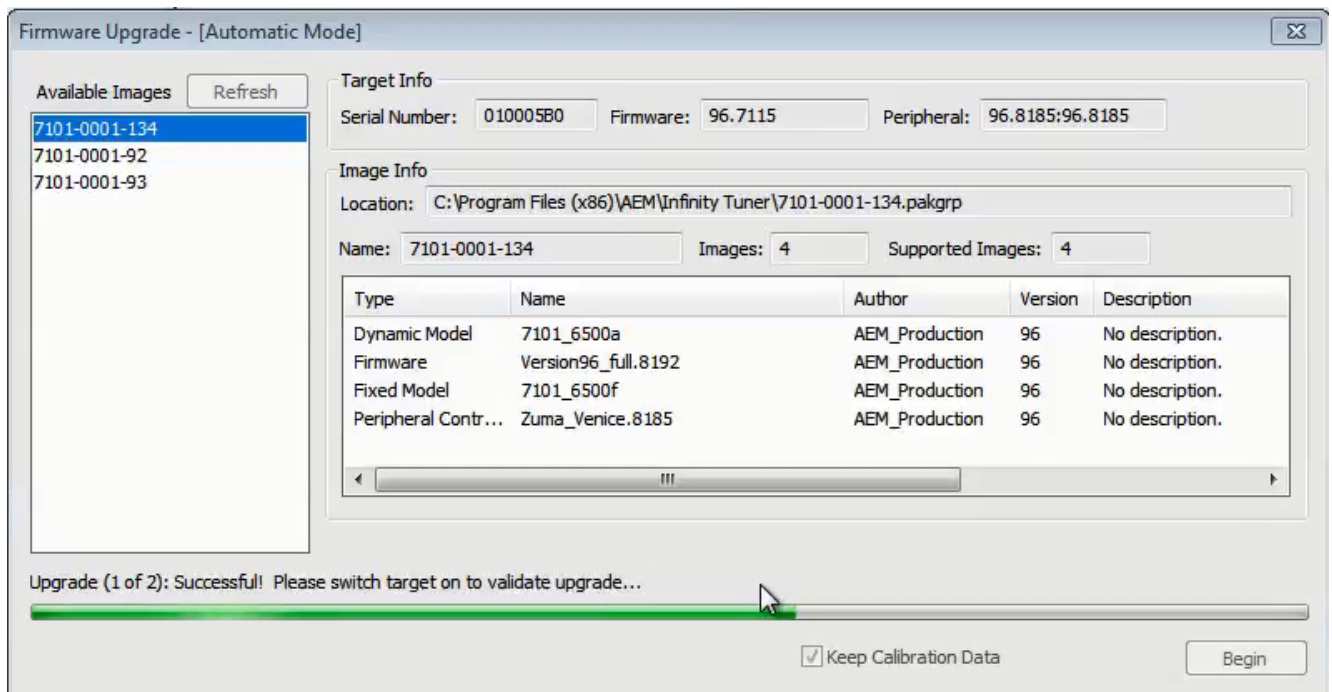 Firmware Upgrade - [Automatic Mode]
Available Images
Refresh
7101-0001-134
7101-0001-92
7101-0001-93
Target Info
Serial Number: 010005B0 Firmware: 96.7115 Peripheral: 96.8185:96.8185
Image Info
Location: C:\Program Files (x86)\AEM\Infinity Tuner\7101-0001-134.pakgrp
Name: 7101-0001-134 Images: 4 Supported Images: 4
Type Name Author Version Description
Dynamic Model 7101_6500a AEM_Production 96 No description.
Firmware Version96_full.8192 AEM_Production 96 No description.
Fixed Model 7101_6500f AEM_Production 96 No description.
Peripheral Contr... Zuma_Venice.8185 AEM_Production 96 No description.
Upgrade (1 of 2): Successful! Please switch target on to validate upgrade...
Keep Calibration Data
Begin